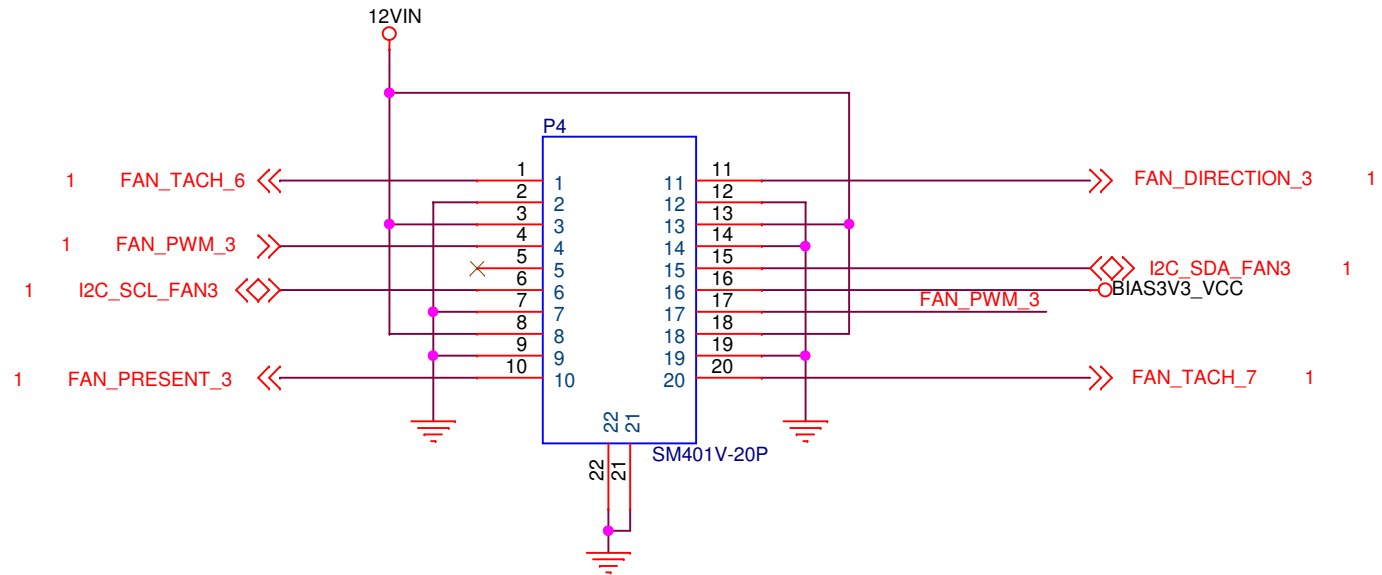 12VIN
P4
1 FAN_TACH_6 1 1 11 11 FAN_DIRECTION_3 1
2 2 12 12
3 3 13 13
1 FAN_PWM_3 4 4 14 14
5 5 15 15 I2C_SDA_FAN3 1
1 I2C_SCL_FAN3 6 6 16 16 BIAS3V3_VCC
7 7 17 17 FAN_PWM_3
8 8 18 18
9 9 19 19
1 FAN_PRESENT_3 10 10 20 20 FAN_TACH_7 1
22 21
SM401V-20P
22 21